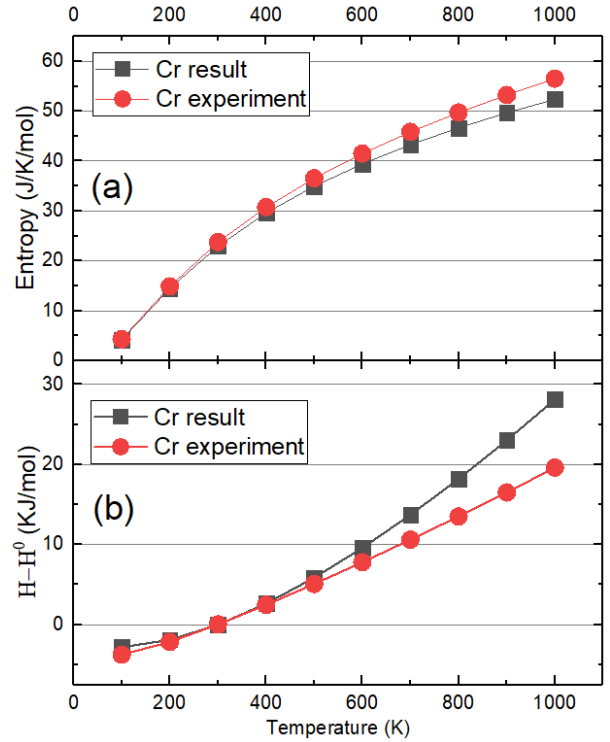 0 200 400 600 800 1000
60
50
40
30
20
10
0
Entropy (J/K/mol)
Cr result
Cr experiment
(a)
30
20
10
0
H−H⁰ (KJ/mol)
Cr result
Cr experiment
(b)
0 200 400 600 800 1000
Temperature (K)